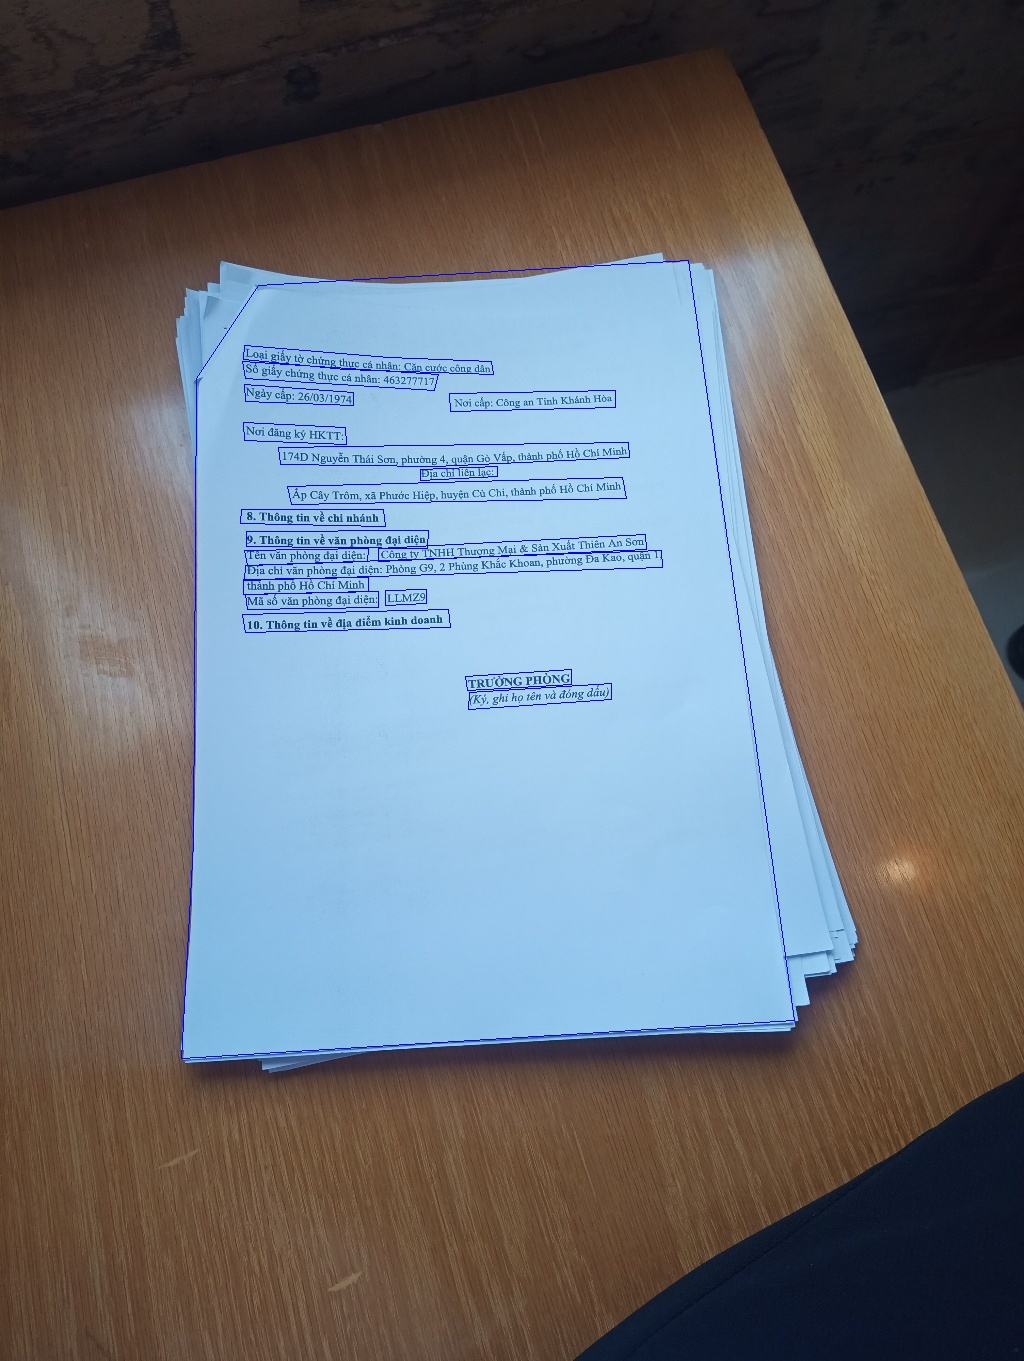 Loại giấy tờ chứng thực cá nhân: Căn cước công dân
Số giấy chứng thực cá nhân: 463277717
Ngày cấp: 26/03/1974 Nơi cấp: Công an Tỉnh Khánh Hòa
Nơi đăng ký HKTT:
174D Nguyễn Thái Sơn, phường 4, quận Gò Vấp, thành phố Hồ Chí Minh
Địa chỉ liên lạc:
Ấp Cây Trôm, xã Phước Hiệp, huyện Củ Chi, thành phố Hồ Chí Minh
8. Thông tin về chi nhánh
9. Thông tin về văn phòng đại diện
Tên văn phòng đại diện: Công ty TNHH Thương Mại & Sản Xuất Thiên An Sơn
Địa chỉ văn phòng đại diện: Phòng G9, 2 Phùng Khắc Khoan, phường Đa Kao, quận 1,
thành phố Hồ Chí Minh
Mã số văn phòng đại diện: LLMZ9
10. Thông tin về địa điểm kinh doanh
TRƯỞNG PHÒNG
(Ký, ghi họ tên và đóng dấu)